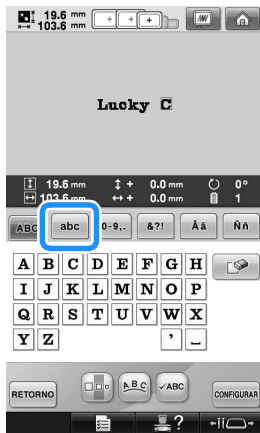 19.6 mm
103.6 mm
Lucky C
19.6 mm + 0.0 mm 0°
103.6 mm + 0.0 mm 1
ABC abc 0-9,. &?! Ââ Ññ
A B C D E F G H
I J K L M N O P
Q R S T U V W X
Y Z ' _
RETORNO ABC ✓ABC CONFIGURAR
?